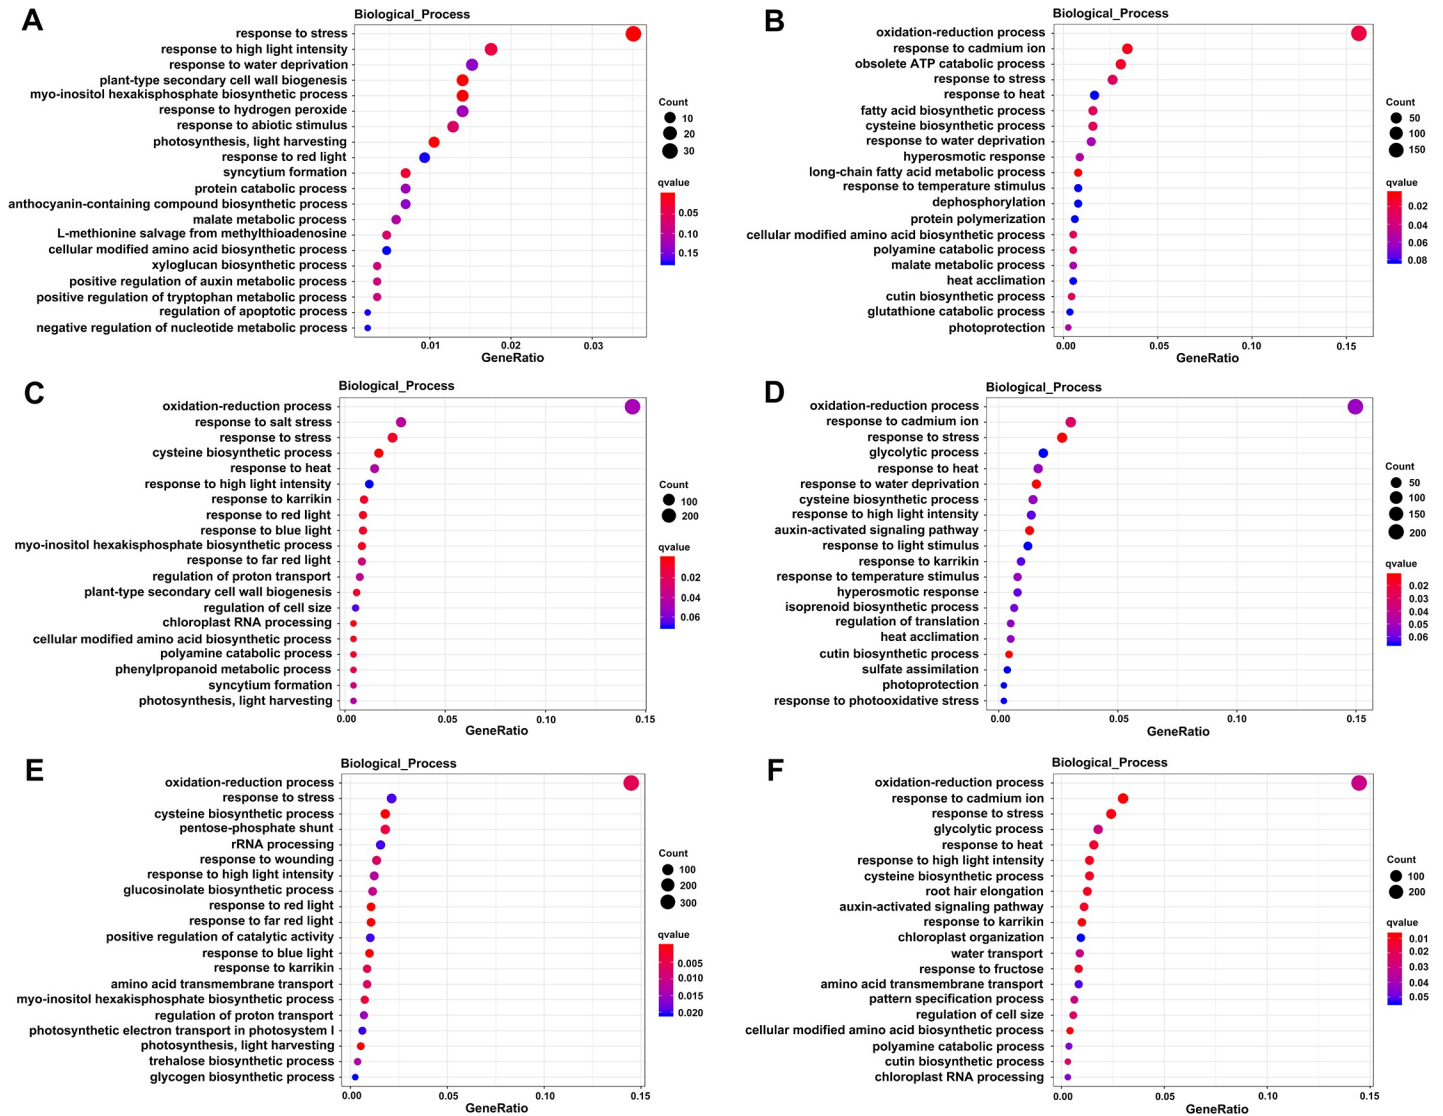 A
Biological_Process
response to stress
response to high light intensity
response to water deprivation
plant-type secondary cell wall biogenesis
myo-inositol hexakisphosphate biosynthetic process
response to hydrogen peroxide
response to abiotic stimulus
photosynthesis, light harvesting
response to red light
syncytium formation
protein catabolic process
anthocyanin-containing compound biosynthetic process
malate metabolic process
L-methionine salvage from methylthioadenosine
cellular modified amino acid biosynthetic process
xyloglucan biosynthetic process
positive regulation of auxin metabolic process
positive regulation of tryptophan metabolic process
regulation of apoptotic process
negative regulation of nucleotide metabolic process
0.01 0.02 0.03
GeneRatio
Count
10
20
30
qvalue
0.05
0.10
0.15
B
Biological_Process
oxidation-reduction process
response to cadmium ion
obsolete ATP catabolic process
response to stress
response to heat
fatty acid biosynthetic process
cysteine biosynthetic process
response to water deprivation
hyperosmotic response
long-chain fatty acid metabolic process
response to temperature stimulus
dephosphorylation
protein polymerization
cellular modified amino acid biosynthetic process
polyamine catabolic process
malate metabolic process
heat acclimation
cutin biosynthetic process
glutathione catabolic process
photoprotection
0.00 0.05 0.10 0.15
GeneRatio
Count
50
100
150
qvalue
0.02
0.04
0.06
0.08
C
Biological_Process
oxidation-reduction process
response to salt stress
response to stress
cysteine biosynthetic process
response to heat
response to high light intensity
response to karrikin
response to red light
response to blue light
myo-inositol hexakisphosphate biosynthetic process
response to far red light
regulation of proton transport
plant-type secondary cell wall biogenesis
regulation of cell size
chloroplast RNA processing
cellular modified amino acid biosynthetic process
polyamine catabolic process
phenylpropanoid metabolic process
syncytium formation
photosynthesis, light harvesting
0.00 0.05 0.10 0.15
GeneRatio
Count
100
200
qvalue
0.02
0.04
0.06
D
Biological_Process
oxidation-reduction process
response to cadmium ion
response to stress
glycolytic process
response to heat
response to water deprivation
cysteine biosynthetic process
response to high light intensity
auxin-activated signaling pathway
response to light stimulus
response to karrikin
response to temperature stimulus
hyperosmotic response
isoprenoid biosynthetic process
regulation of translation
heat acclimation
cutin biosynthetic process
sulfate assimilation
photoprotection
response to photooxidative stress
0.00 0.05 0.10 0.15
GeneRatio
Count
50
100
150
200
qvalue
0.02
0.03
0.04
0.05
0.06
E
Biological_Process
oxidation-reduction process
response to stress
cysteine biosynthetic process
pentose-phosphate shunt
rRNA processing
response to wounding
response to high light intensity
glucosinolate biosynthetic process
response to red light
response to far red light
positive regulation of catalytic activity
response to blue light
response to karrikin
amino acid transmembrane transport
myo-inositol hexakisphosphate biosynthetic process
regulation of proton transport
photosynthetic electron transport in photosystem I
photosynthesis, light harvesting
trehalose biosynthetic process
glycogen biosynthetic process
0.00 0.05 0.10 0.15
GeneRatio
Count
100
200
300
qvalue
0.005
0.010
0.015
0.020
F
Biological_Process
oxidation-reduction process
response to cadmium ion
response to stress
glycolytic process
response to heat
response to high light intensity
cysteine biosynthetic process
root hair elongation
auxin-activated signaling pathway
response to karrikin
chloroplast organization
water transport
response to fructose
amino acid transmembrane transport
pattern specification process
regulation of cell size
cellular modified amino acid biosynthetic process
polyamine catabolic process
cutin biosynthetic process
chloroplast RNA processing
0.00 0.05 0.10 0.15
GeneRatio
Count
100
200
qvalue
0.01
0.02
0.03
0.04
0.05